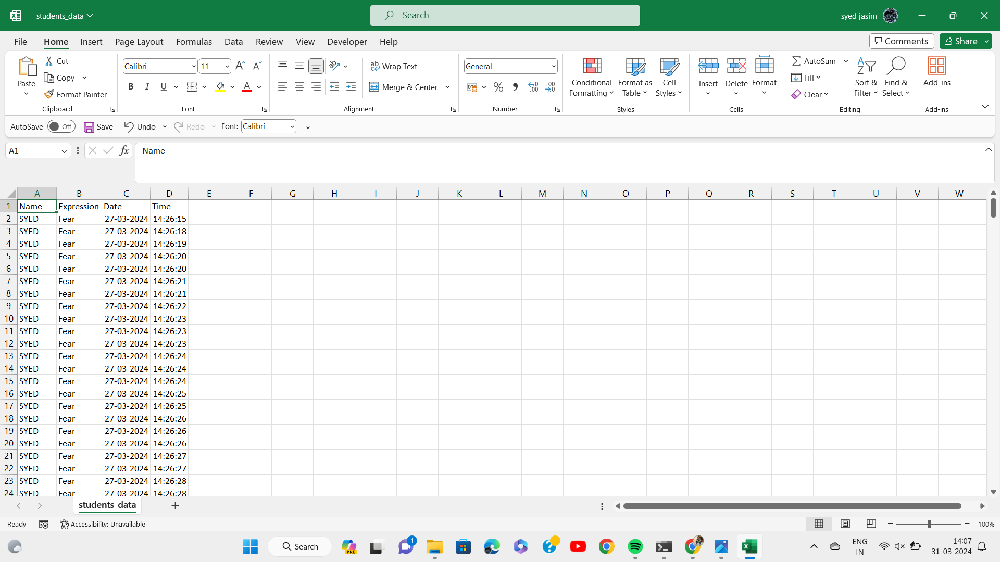 students_data
Search
syed jasim
File Home Insert Page Layout Formulas Data Review View Developer Help
Comments Share
Paste
Cut
Copy
Format Painter
Clipboard
Calibri 11
B I U
Font
Wrap Text
Merge & Center
Alignment
General
Number
Conditional Formatting
Format as Table
Cell Styles
Styles
Insert Delete Format
Cells
AutoSum
Fill
Clear
Sort & Filter
Find & Select
Editing
Add-ins
Add-ins
AutoSave Off Save Undo Redo Font: Calibri
A1 fx Name
A B C D E F G H I J K L M N O P Q R S T U V W
1 Name Expression Date Time
2 SYED Fear 27-03-2024 14:26:15
3 SYED Fear 27-03-2024 14:26:18
4 SYED Fear 27-03-2024 14:26:19
5 SYED Fear 27-03-2024 14:26:20
6 SYED Fear 27-03-2024 14:26:20
7 SYED Fear 27-03-2024 14:26:21
8 SYED Fear 27-03-2024 14:26:21
9 SYED Fear 27-03-2024 14:26:22
10 SYED Fear 27-03-2024 14:26:23
11 SYED Fear 27-03-2024 14:26:23
12 SYED Fear 27-03-2024 14:26:23
13 SYED Fear 27-03-2024 14:26:24
14 SYED Fear 27-03-2024 14:26:24
15 SYED Fear 27-03-2024 14:26:24
16 SYED Fear 27-03-2024 14:26:25
17 SYED Fear 27-03-2024 14:26:25
18 SYED Fear 27-03-2024 14:26:26
19 SYED Fear 27-03-2024 14:26:26
20 SYED Fear 27-03-2024 14:26:26
21 SYED Fear 27-03-2024 14:26:27
22 SYED Fear 27-03-2024 14:26:27
23 SYED Fear 27-03-2024 14:26:28
24 SYED Fear 27-03-2024 14:26:28
students_data
Ready Accessibility: Unavailable 100%
Search
PRE
1
ENG
IN
14:07
31-03-2024